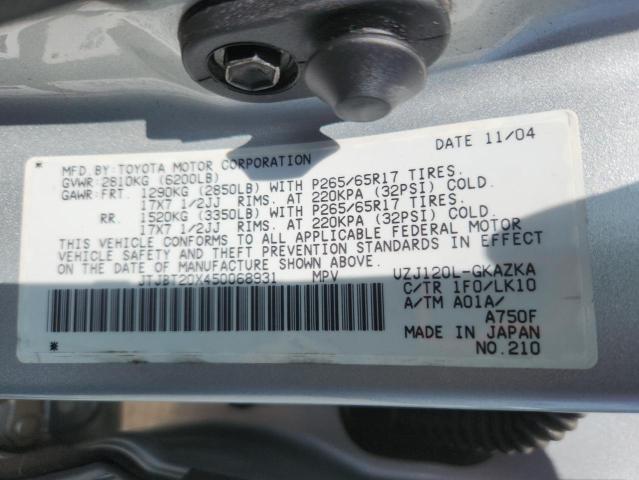 DATE 11/04
MFD.BY:TOYOTA MOTOR CORPORATION
GVWR 2810KG (6200LB)
GAWR: FRT. 1290KG (2850LB) WITH P265/65R17 TIRES.
17X7 1/2JJ RIMS. AT 220KPA (32PSI) COLD.
RR. 1520KG (3350LB) WITH P265/65R17 TIRES.
17X7 1/2JJ RIMS. AT 220KPA (32PSI) COLD.
THIS VEHICLE CONFORMS TO ALL APPLICABLE FEDERAL MOTOR
VEHICLE SAFETY AND THEFT PREVENTION STANDARDS IN EFFECT
ON THE DATE OF MANUFACTURE SHOWN ABOVE.
JTJBT20X450068931 MPV UZJ120L-GKAZKA
C/TR 1F0/LK10
A/TM A01A/
A750F
MADE IN JAPAN
NO.210